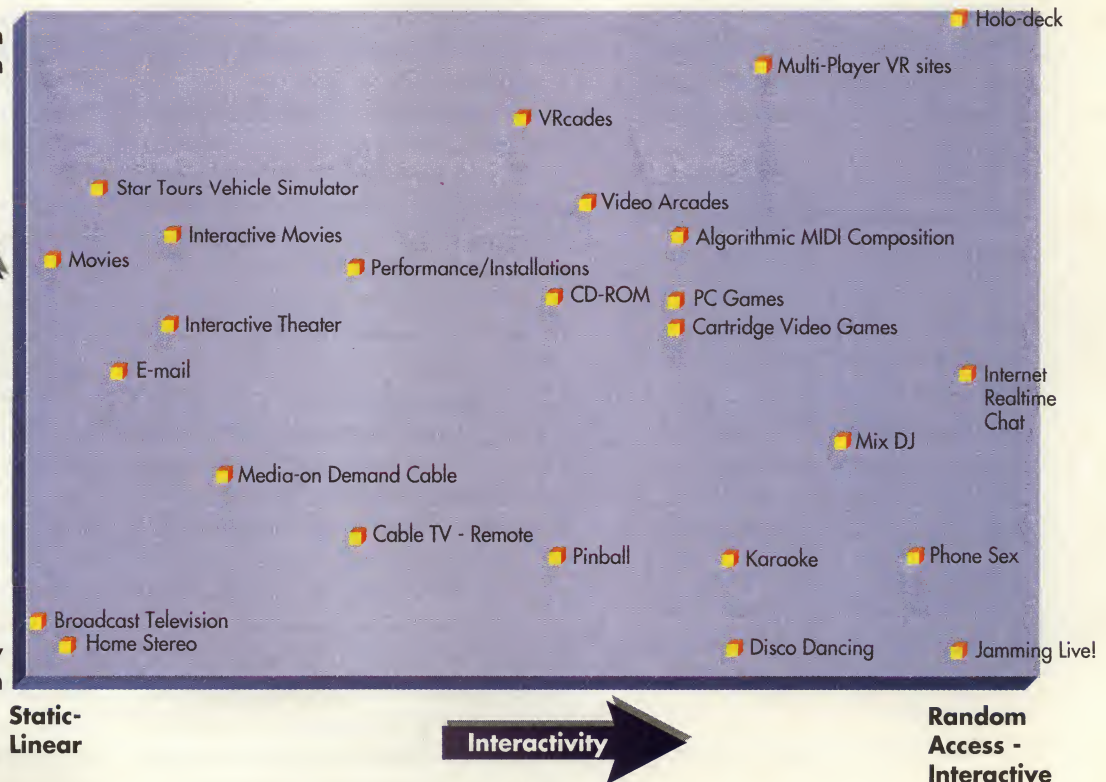 Holo-deck
Multi-Player VR sites
VRcades
Star Tours Vehicle Simulator
Video Arcades
Interactive Movies
Algorithmic MIDI Composition
Movies
Performance/Installations
CD-ROM
PC Games
Interactive Theater
Cartridge Video Games
E-mail
Internet
Realtime
Chat
Mix DJ
Media-on Demand Cable
Cable TV - Remote
Pinball
Karaoke
Phone Sex
Broadcast Television
Home Stereo
Disco Dancing
Jamming Live!
Static-
Linear
Interactivity
Random
Access -
Interactive